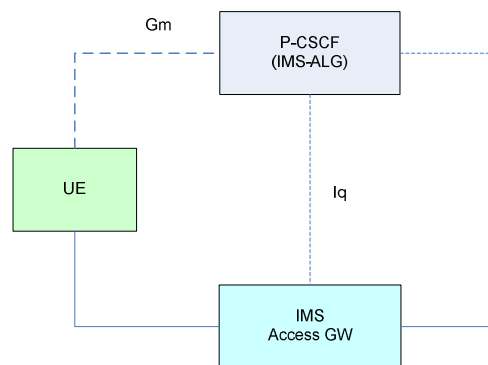 Gm
P-CSCF
(IMS-ALG)
UE
Iq
IMS
Access GW